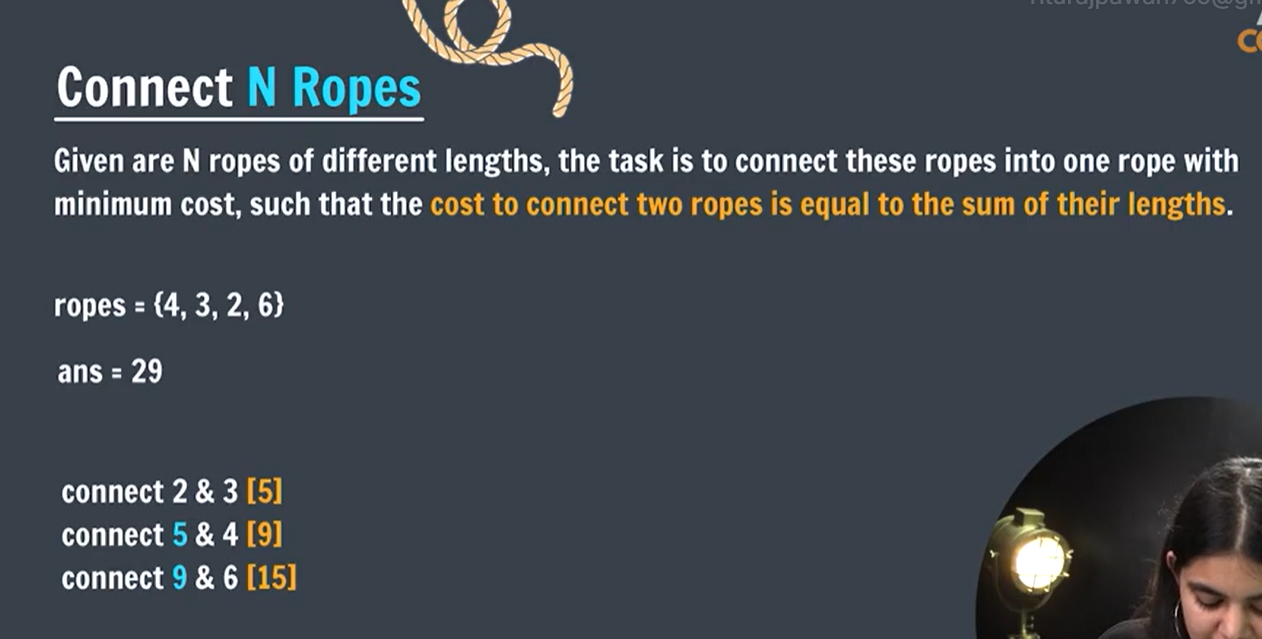 Connect N Ropes
Given are N ropes of different lengths, the task is to connect these ropes into one rope with
minimum cost, such that the cost to connect two ropes is equal to the sum of their lengths.
ropes = {4, 3, 2, 6}
ans = 29
connect 2 & 3 [5]
connect 5 & 4 [9]
connect 9 & 6 [15]